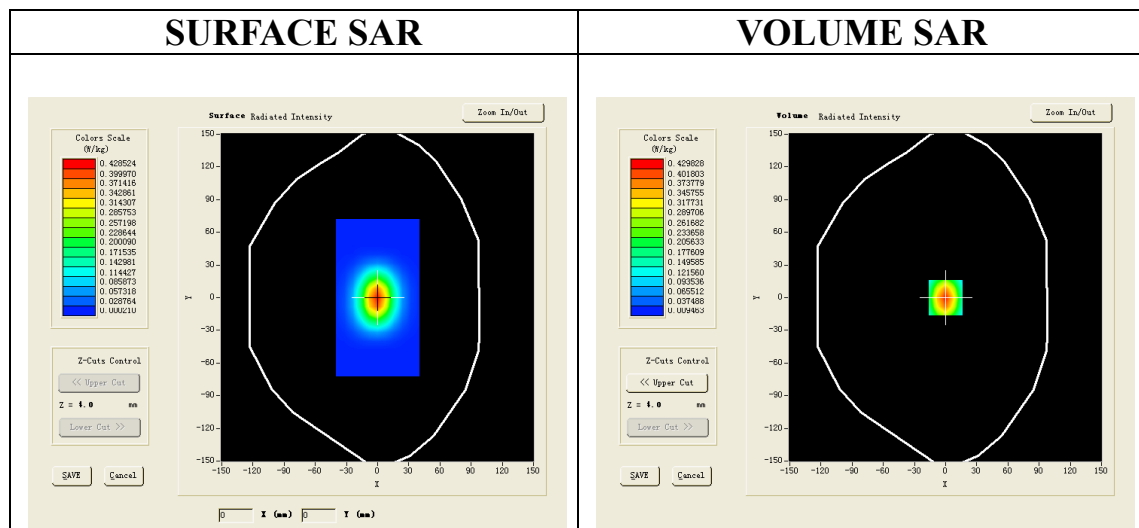 SURFACE SAR
VOLUME SAR
Surface Radiated Intensity
Zoom In/Out
Colors Scale
(W/kg)
0.428524
0.399970
0.371416
0.342861
0.314307
0.285753
0.257198
0.228644
0.200090
0.171535
0.142981
0.114427
0.085873
0.057318
0.028764
0.000210
150
120
90
60
30
0
-30
-60
-90
-120
-150
Y
-150 -120 -90 -60 -30 0 30 60 90 120 150
X
Z-Cuts Control
<< Upper Cut
Z = 4.0 mm
Lower Cut >>
SAVE Cancel
0 X (mm) 0 Y (mm)
Volume Radiated Intensity
Zoom In/Out
Colors Scale
(W/kg)
0.429828
0.401803
0.373779
0.345755
0.317731
0.289706
0.261682
0.233658
0.205633
0.177609
0.149585
0.121560
0.093536
0.065512
0.037488
0.009463
150
120
90
60
30
0
-30
-60
-90
-120
-150
Y
-150 -120 -90 -60 -30 0 30 60 90 120 150
X
Z-Cuts Control
<< Upper Cut
Z = 4.0 mm
Lower Cut >>
SAVE Cancel